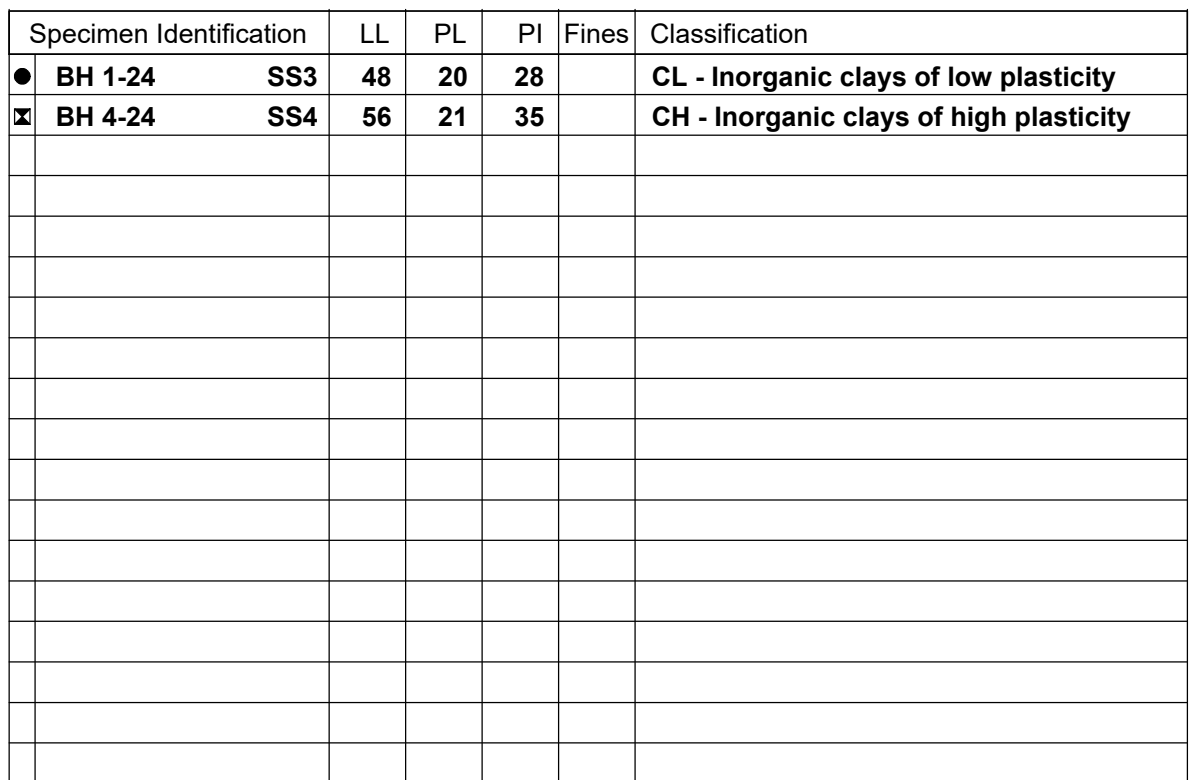 Specimen Identification LL PL PI Fines Classification
BH 1-24 SS3 48 20 28 CL - Inorganic clays of low plasticity
BH 4-24 SS4 56 21 35 CH - Inorganic clays of high plasticity